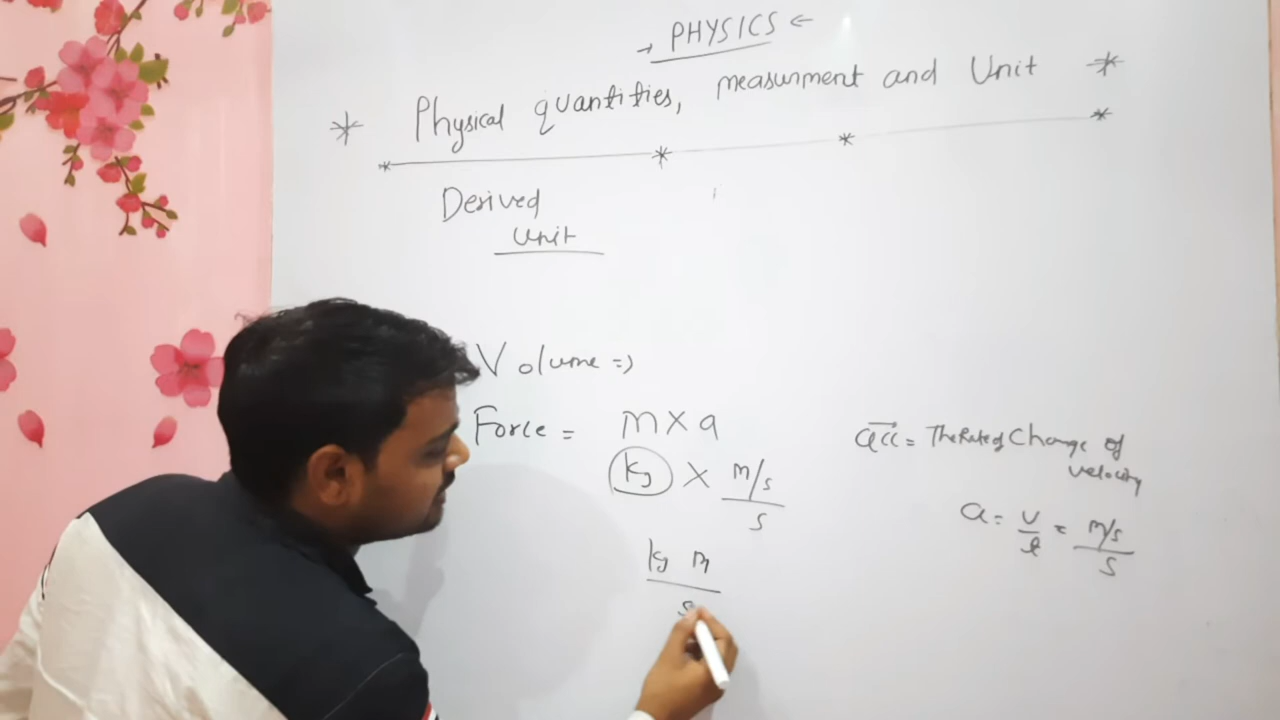 → PHYSICS ←
* Physical quantities, measurment and Unit *
Derived
Unit
Volume =>
Force = m X a
kg X m/s
s
kg m
s
acc = The Rate of Change of
velocity
a = v/t = m/s
s